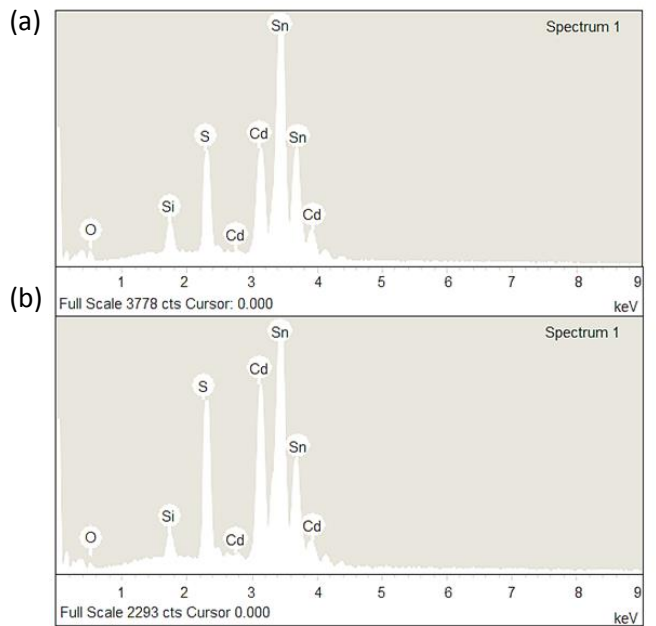 (a)
Spectrum 1
Sn
S
Cd
Sn
Si
Cd
O
Cd
1 2 3 4 5 6 7 8 9
Full Scale 3778 cts Cursor: 0.000
keV
(b)
Spectrum 1
Sn
Cd
S
Sn
Si
Cd
O
Cd
1 2 3 4 5 6 7 8 9
Full Scale 2293 cts Cursor 0.000
keV